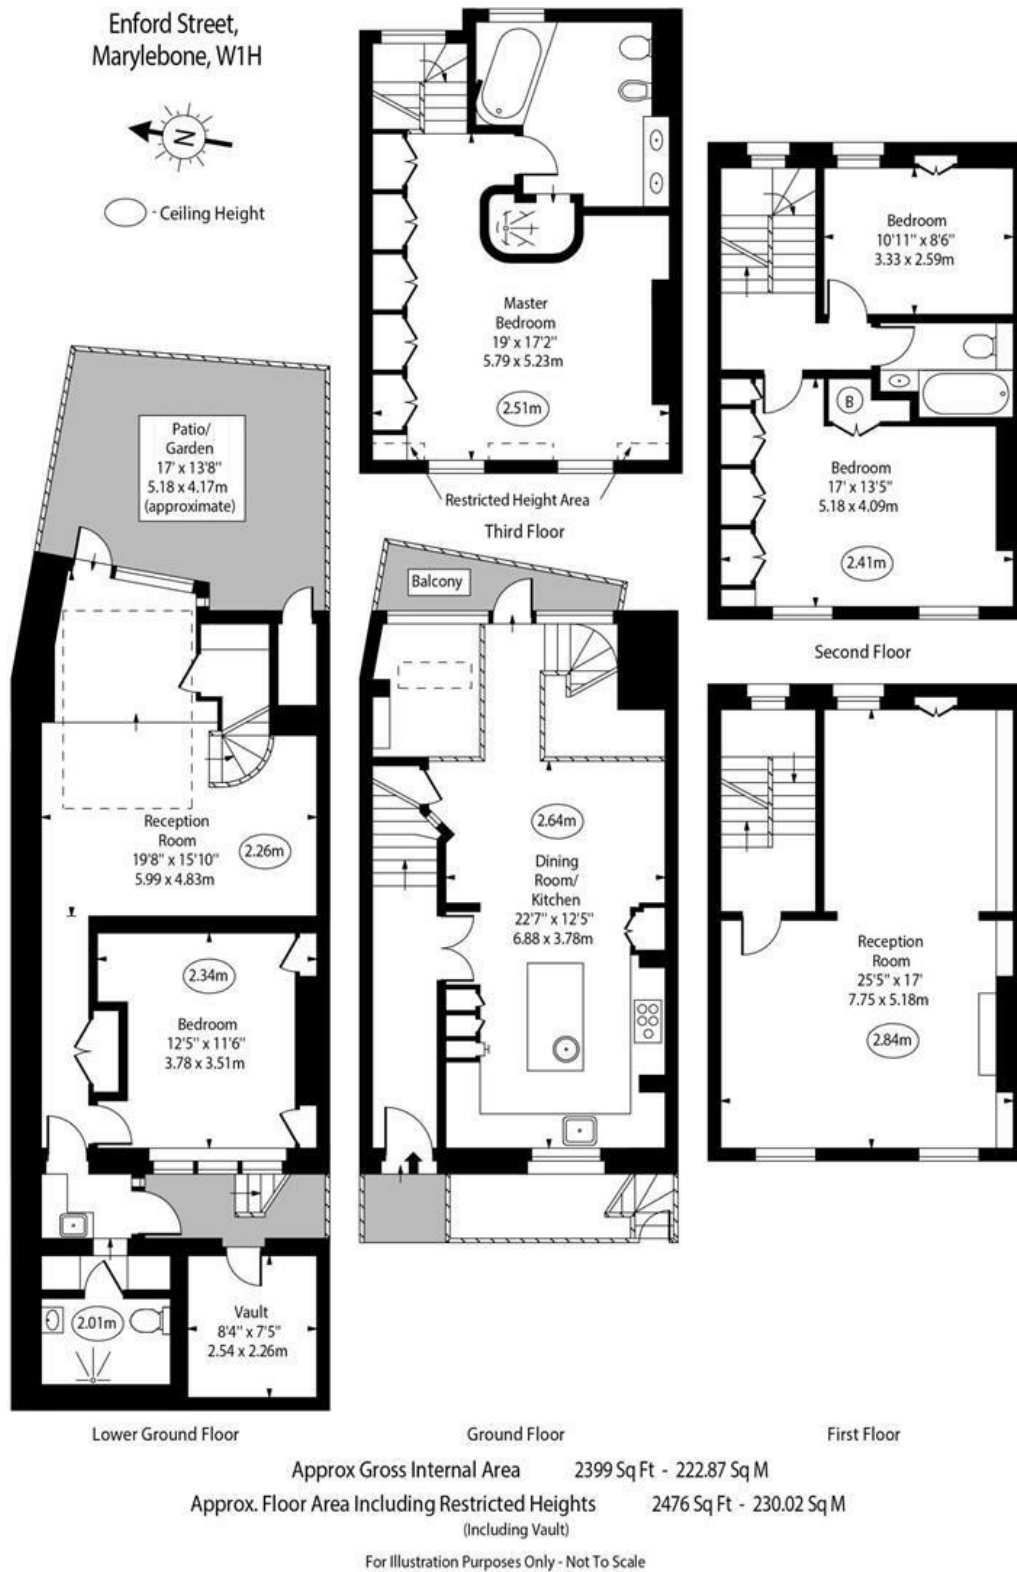 Enford Street,
Marylebone, W1H
N
- Ceiling Height
Master
Bedroom
19' x 17'2"
5.79 x 5.23m
2.51m
Restricted Height Area
Third Floor
Bedroom
10'11" x 8'6"
3.33 x 2.59m
B
Bedroom
17' x 13'5"
5.18 x 4.09m
2.41m
Second Floor
Patio/
Garden
17' x 13'8"
5.18 x 4.17m
(approximate)
Reception
Room
19'8" x 15'10"
5.99 x 4.83m
2.26m
2.34m
Bedroom
12'5" x 11'6"
3.78 x 3.51m
2.01m
Vault
8'4" x 7'5"
2.54 x 2.26m
Lower Ground Floor
Balcony
2.64m
Dining
Room/
Kitchen
22'7" x 12'5"
6.88 x 3.78m
Ground Floor
Reception
Room
25'5" x 17'
7.75 x 5.18m
2.84m
First Floor
Approx Gross Internal Area 2399 Sq Ft - 222.87 Sq M
Approx. Floor Area Including Restricted Heights 2476 Sq Ft - 230.02 Sq M
(Including Vault)
For Illustration Purposes Only - Not To Scale